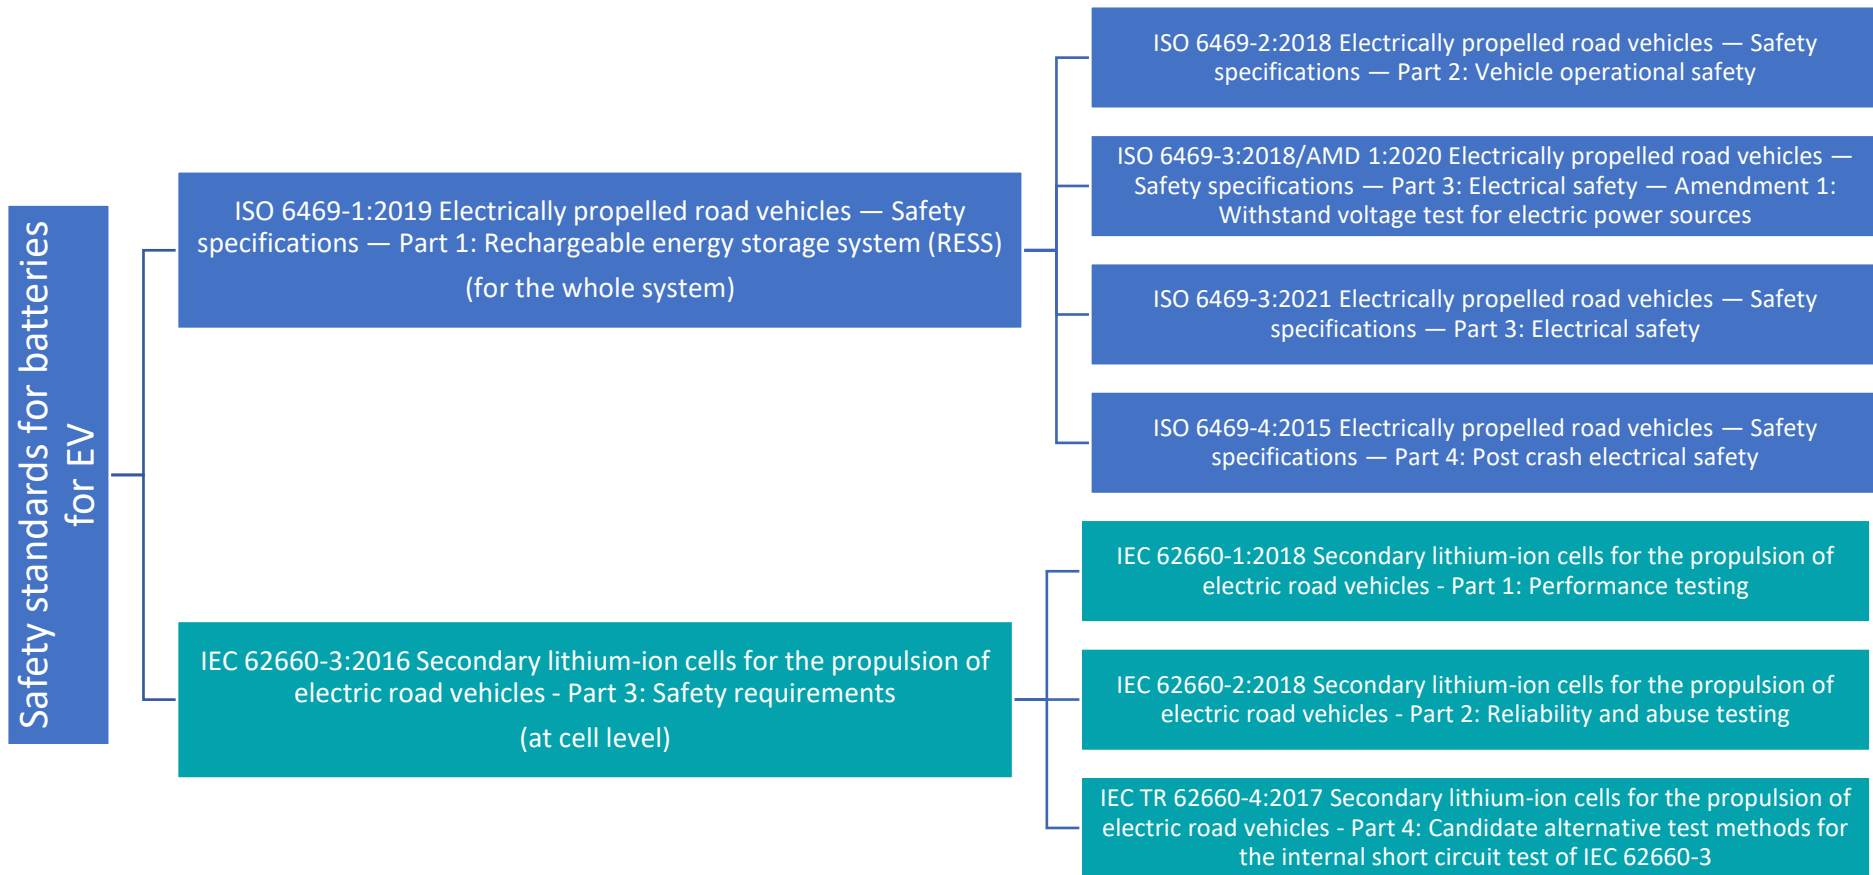 Safety standards for batteries
for EV
ISO 6469-1:2019 Electrically propelled road vehicles — Safety
specifications — Part 1: Rechargeable energy storage system (RESS)
(for the whole system)
ISO 6469-2:2018 Electrically propelled road vehicles — Safety
specifications — Part 2: Vehicle operational safety
ISO 6469-3:2018/AMD 1:2020 Electrically propelled road vehicles —
Safety specifications — Part 3: Electrical safety — Amendment 1:
Withstand voltage test for electric power sources
ISO 6469-3:2021 Electrically propelled road vehicles — Safety
specifications — Part 3: Electrical safety
ISO 6469-4:2015 Electrically propelled road vehicles — Safety
specifications — Part 4: Post crash electrical safety
IEC 62660-3:2016 Secondary lithium-ion cells for the propulsion of
electric road vehicles - Part 3: Safety requirements
(at cell level)
IEC 62660-1:2018 Secondary lithium-ion cells for the propulsion of
electric road vehicles - Part 1: Performance testing
IEC 62660-2:2018 Secondary lithium-ion cells for the propulsion of
electric road vehicles - Part 2: Reliability and abuse testing
IEC TR 62660-4:2017 Secondary lithium-ion cells for the propulsion of
electric road vehicles - Part 4: Candidate alternative test methods for
the internal short circuit test of IEC 62660-3